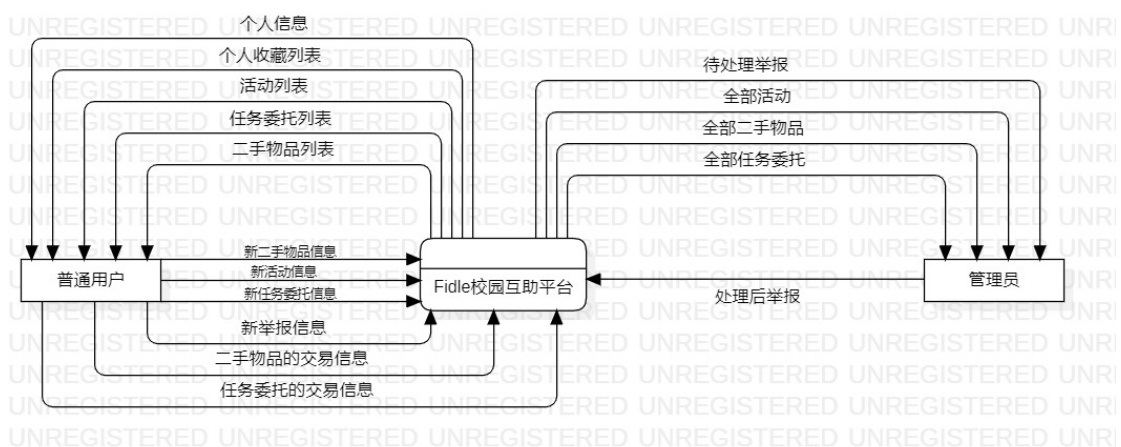 UNREGISTERED UNREGISTERED UNREGISTERED UNREGISTERED UNREGISTERED UNRE
个人信息
个人收藏列表
活动列表
任务委托列表
二手物品列表
待处理举报
全部活动
全部二手物品
全部任务委托
新二手物品信息
新活动信息
新任务委托信息
普通用户
Fidle校园互助平台
管理员
处理后举报
新举报信息
二手物品的交易信息
任务委托的交易信息